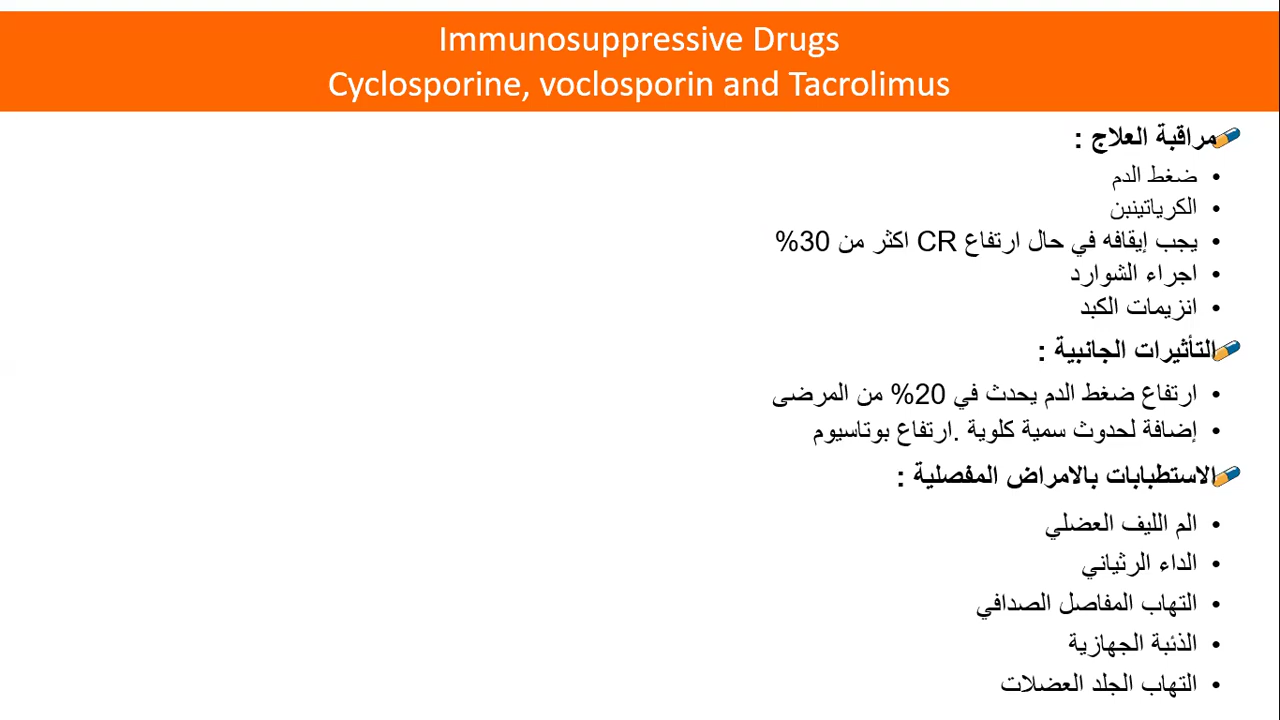 Immunosuppressive Drugs
Cyclosporine, voclosporin and Tacrolimus
مراقبة العلاج :
• ضغط الدم
• الكرياتينبن
• يجب إيقافه في حال ارتفاع CR اكثر من 30%
• اجراء الشوارد
• انزيمات الكبد
التأثيرات الجانبية :
• ارتفاع ضغط الدم يحدث في 20% من المرضى
• إضافة لحدوث سمية كلوية .ارتفاع بوتاسيوم
الاستطبابات بالامراض المفصلية :
• الم الليف العضلي
• الداء الرثياني
• التهاب المفاصل الصدافي
• الذئبة الجهازية
• التهاب الجلد العضلات